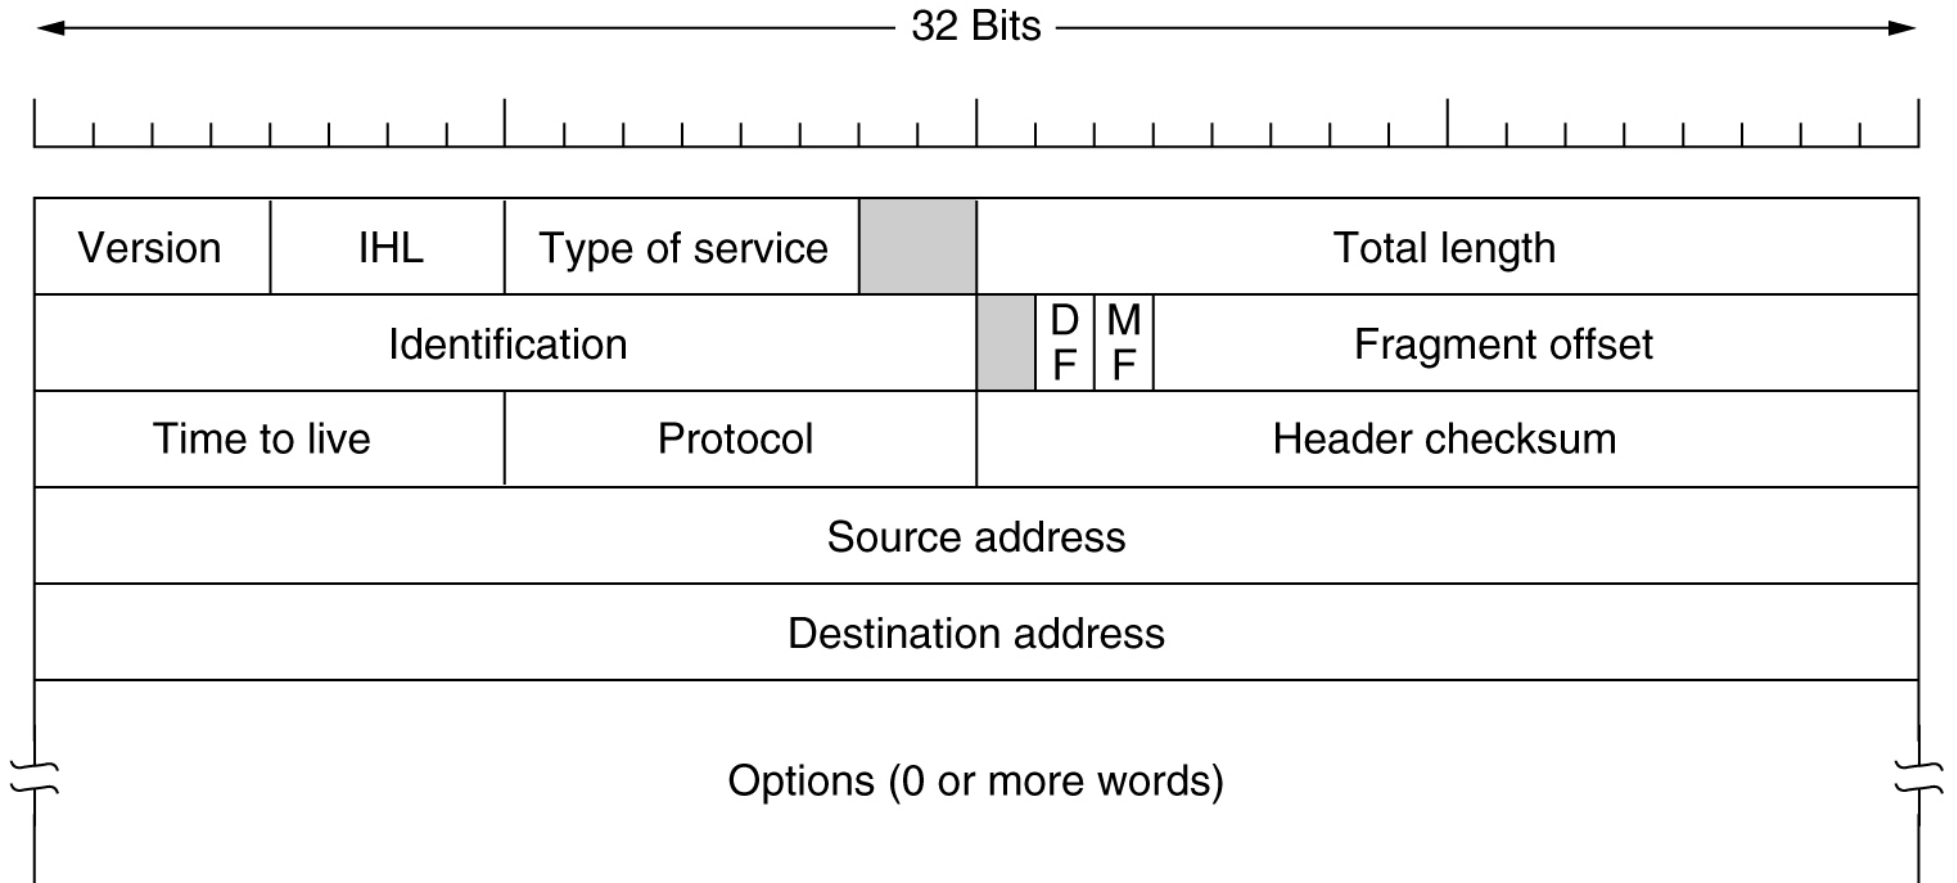 32 Bits
Version IHL Type of service Total length
Identification D F M F Fragment offset
Time to live Protocol Header checksum
Source address
Destination address
Options (0 or more words)